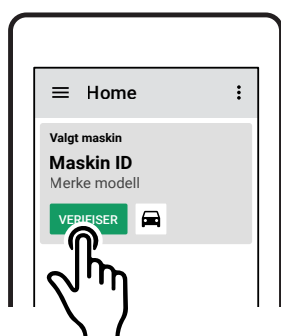 Home
Valgt maskin
Maskin ID
Merke modell
VERIFISER